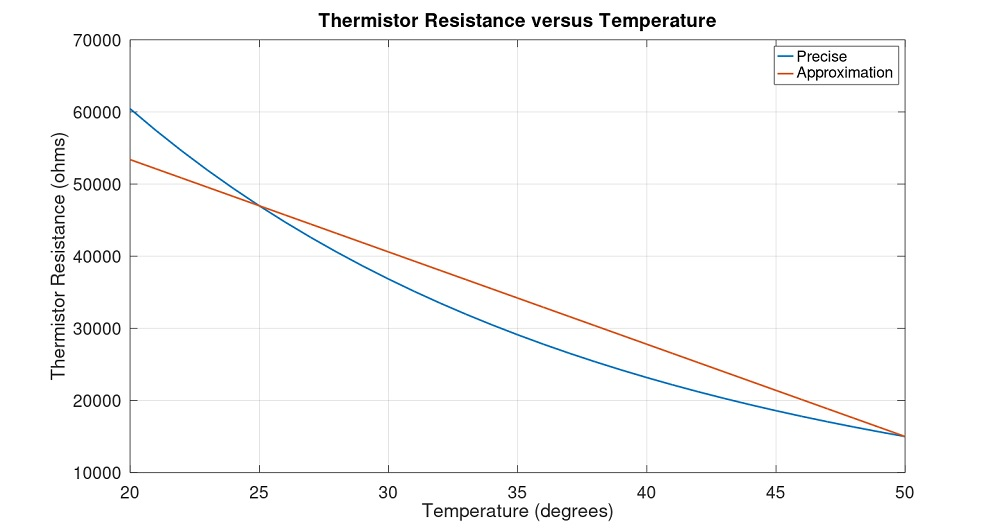 Thermistor Resistance versus Temperature
70000
60000
50000
40000
30000
20000
10000
Thermistor Resistance (ohms)
Precise
Approximation
20 25 30 35 40 45 50
Temperature (degrees)